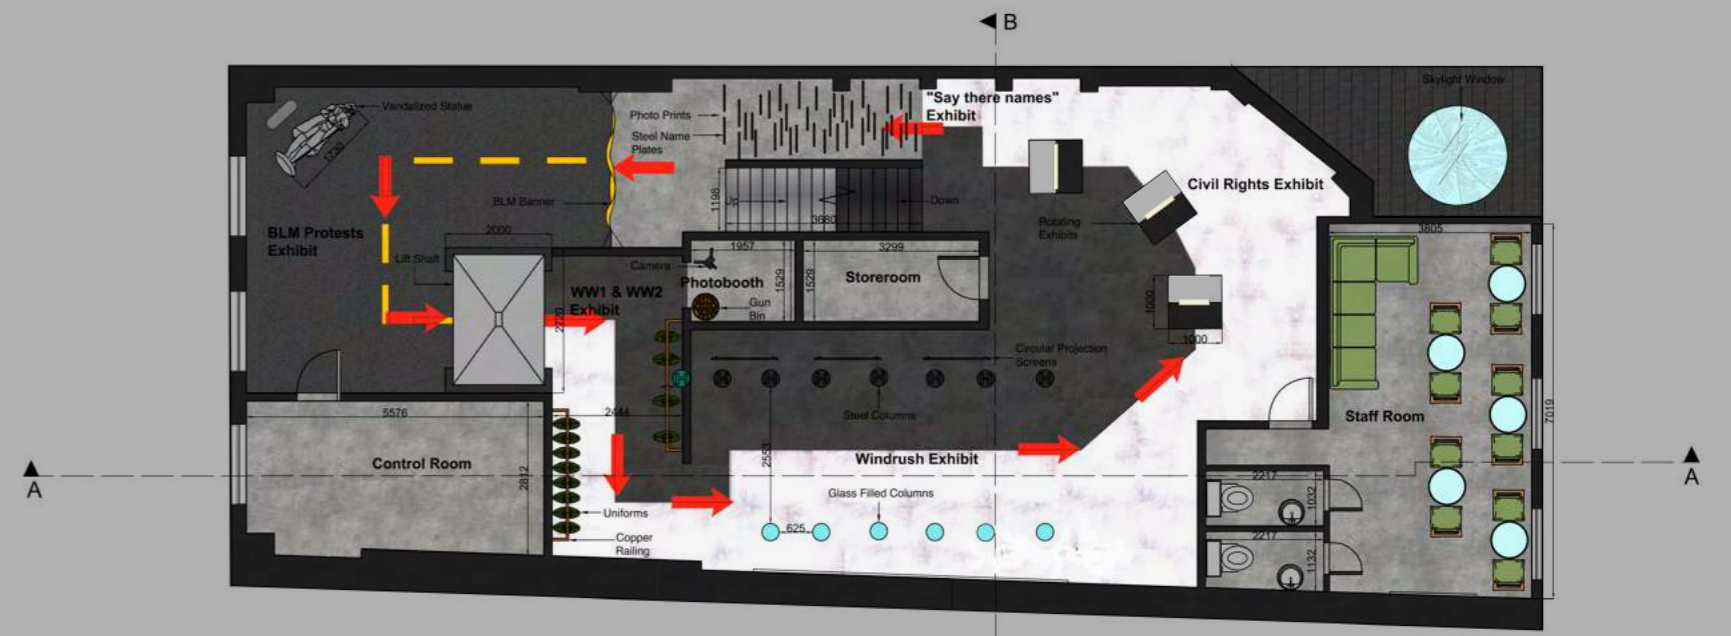 B
Skylight Window
Vandalized Statue
1730
Photo Prints
Steel Name
Plates
"Say there names"
Exhibit
BLM Banner
1198
Up
3680
Down
Civil Rights Exhibit
Rotating
Exhibits
BLM Protests
Exhibit
2000
Lift Shaft
2720
WW1 & WW2
Exhibit
Camera
1957
Photobooth
1529
Gun
Bin
3299
1529
Storeroom
1000
1000
3805
Circular Projection
Screens
Steel Columns
Staff Room
7019
5576
2444
Control Room
2812
2553
Windrush Exhibit
Glass Filled Columns
625
Uniforms
Copper
Railing
2217
1032
2217
1132
A
A